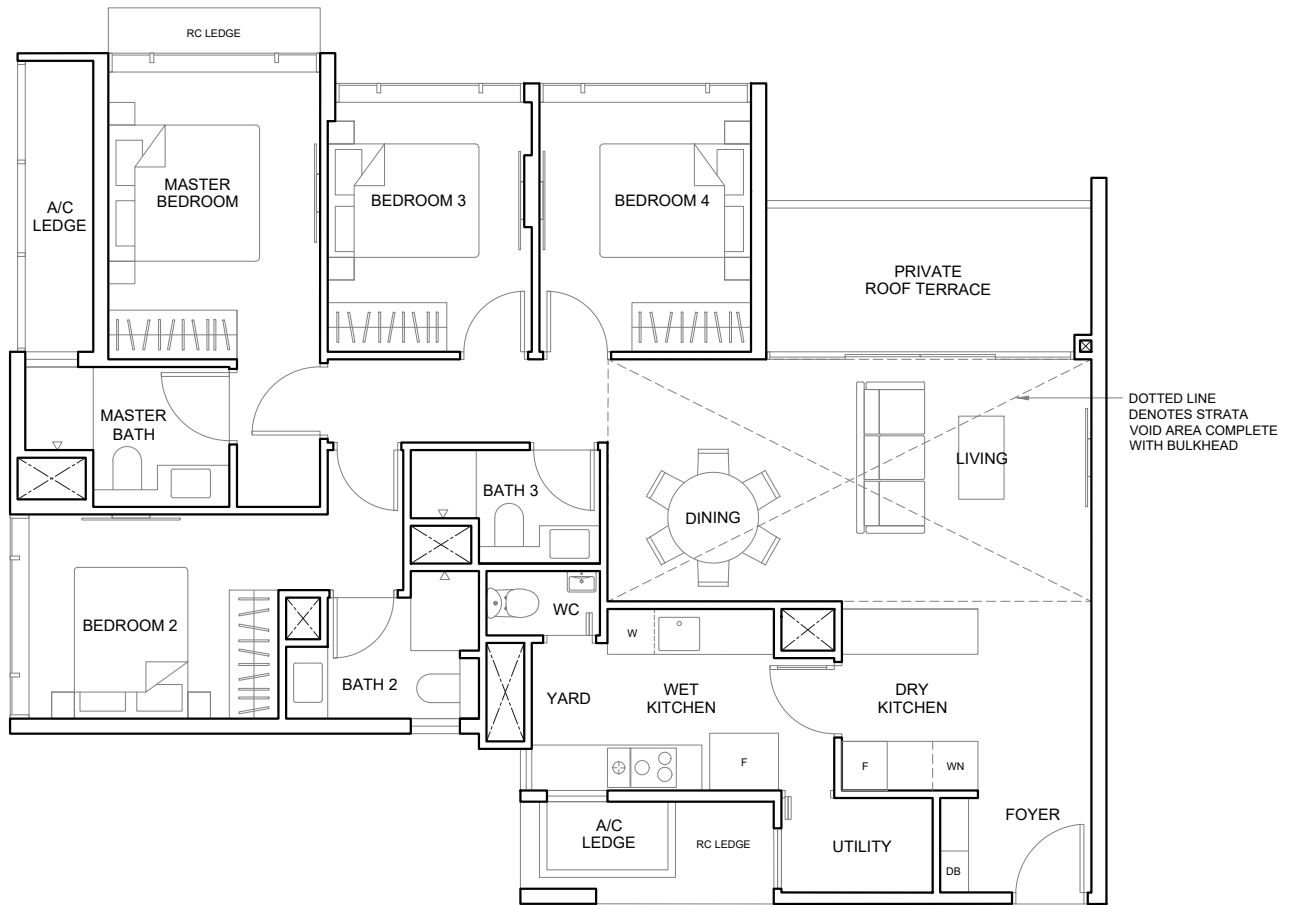 RC LEDGE
A/C
LEDGE
MASTER
BEDROOM
BEDROOM 3
BEDROOM 4
PRIVATE
ROOF TERRACE
MASTER
BATH
DOTTED LINE
DENOTES STRATA
VOID AREA COMPLETE
WITH BULKHEAD
LIVING
BATH 3
DINING
BEDROOM 2
WC
W
BATH 2
YARD
WET
KITCHEN
DRY
KITCHEN
F
F
WN
A/C
LEDGE
RC LEDGE
UTILITY
FOYER
DB